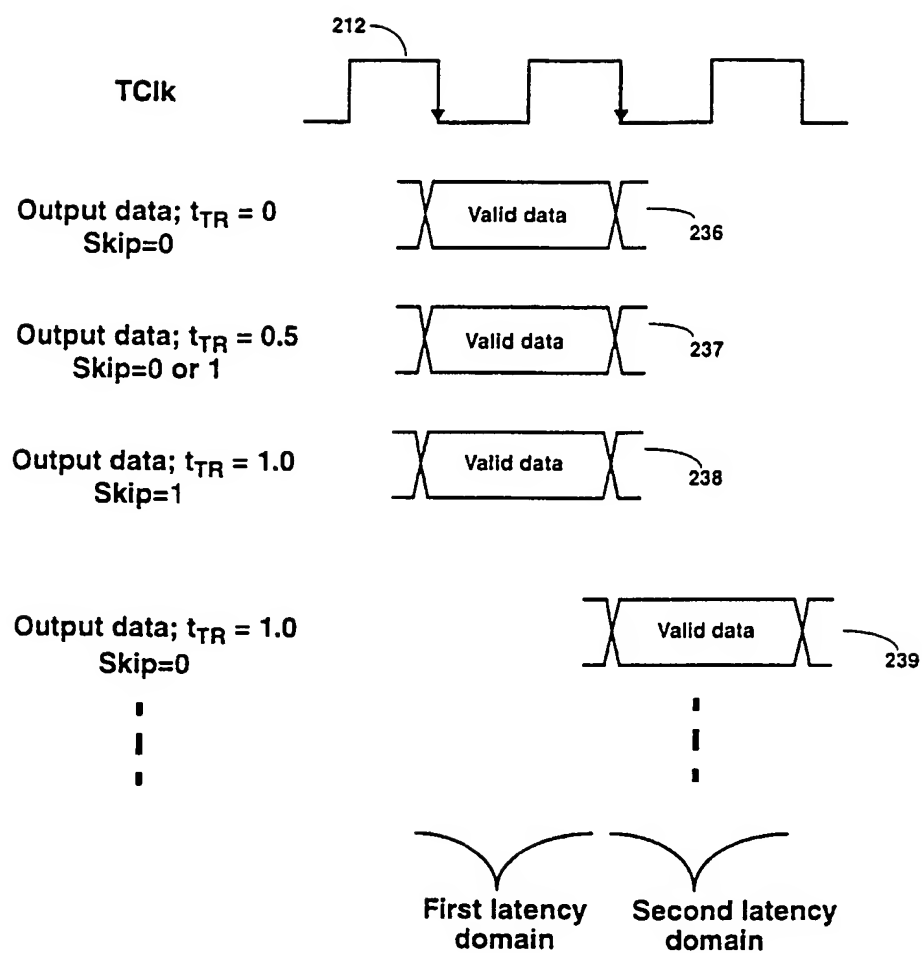 212
TClk
Output data; tTR = 0
Skip=0
Valid data
236
Output data; tTR = 0.5
Skip=0 or 1
Valid data
237
Output data; tTR = 1.0
Skip=1
Valid data
238
Output data; tTR = 1.0
Skip=0
Valid data
239
First latency
domain
Second latency
domain